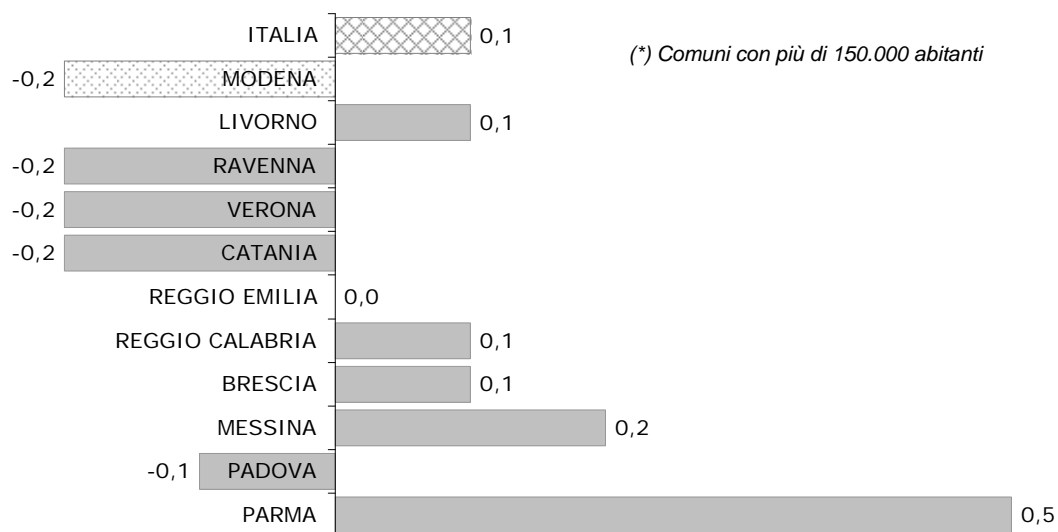 ITALIA 0,1
(*) Comuni con più di 150.000 abitanti
-0,2 MODENA
LIVORNO 0,1
-0,2 RAVENNA
-0,2 VERONA
-0,2 CATANIA
REGGIO EMILIA 0,0
REGGIO CALABRIA 0,1
BRESCIA 0,1
MESSINA 0,2
-0,1 PADOVA
PARMA 0,5